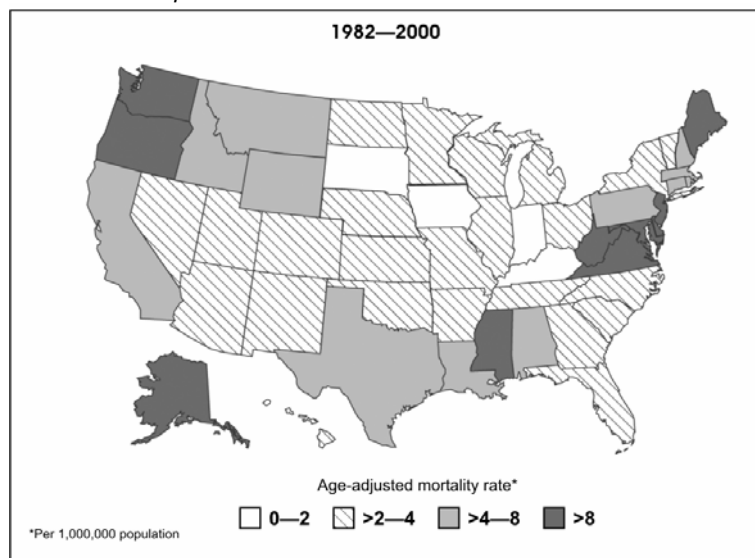 1982—2000
Age-adjusted mortality rate*
0—2 >2—4 >4—8 >8
*Per 1,000,000 population